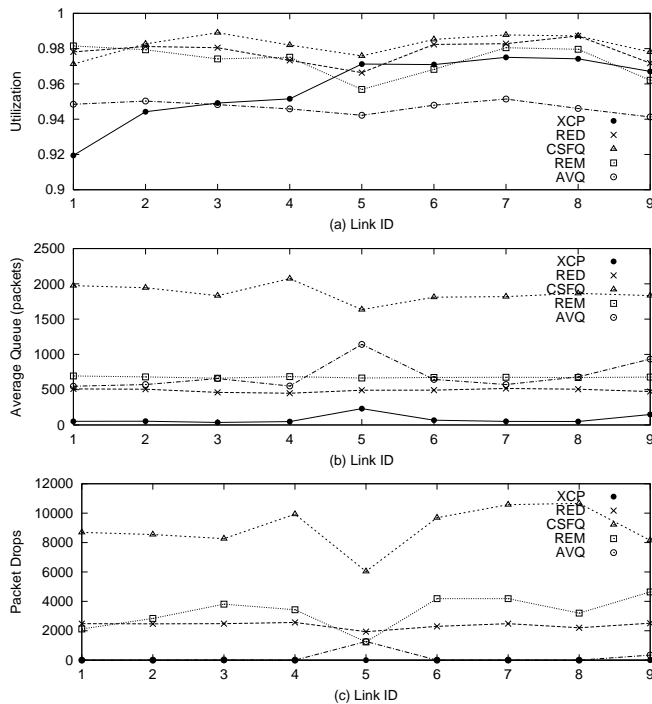 1
0.98
0.96
0.94
0.92
0.9
Utilization
XCP
RED
CSFQ
REM
AVQ
1 2 3 4 5 6 7 8 9
(a) Link ID
2500
2000
1500
1000
500
0
Average Queue (packets)
XCP
RED
CSFQ
REM
AVQ
1 2 3 4 5 6 7 8 9
(b) Link ID
12000
10000
8000
6000
4000
2000
0
Packet Drops
XCP
RED
CSFQ
REM
AVQ
1 2 3 4 5 6 7 8 9
(c) Link ID